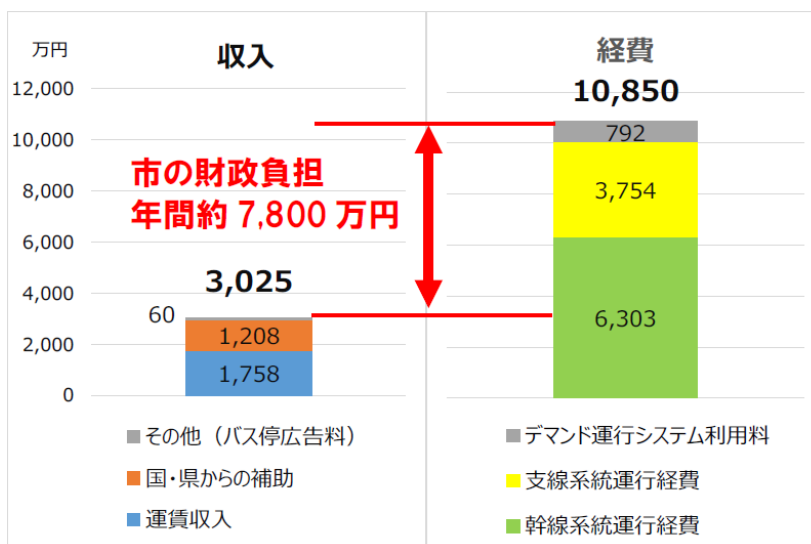 万円
収入
12,000
10,000
8,000
6,000
4,000
2,000
0
市の財政負担
年間約 7,800 万円
3,025
60
1,208
1,758
■その他（バス停広告料）
■国・県からの補助
■運賃収入
経費
10,850
792
3,754
6,303
■デマンド運行システム利用料
■支線系統運行経費
■幹線系統運行経費